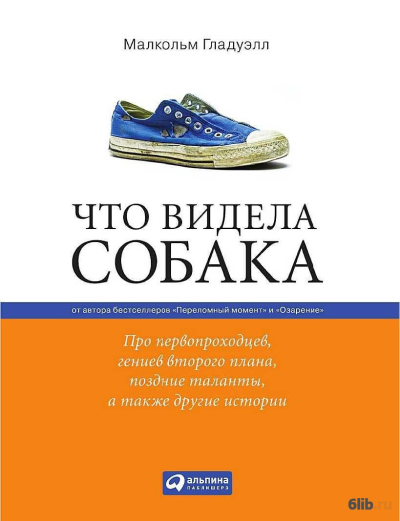 Малкольм Гладуэлл
ЧТО ВИДЕЛА
СОБАКА
от автора бестселлеров «Переломный момент» и «Озарение»
Про первопроходцев,
гениев второго плана,
поздние таланты,
а также другие истории
альпина
ПАБЛИШЕРЗ
6lib.ru